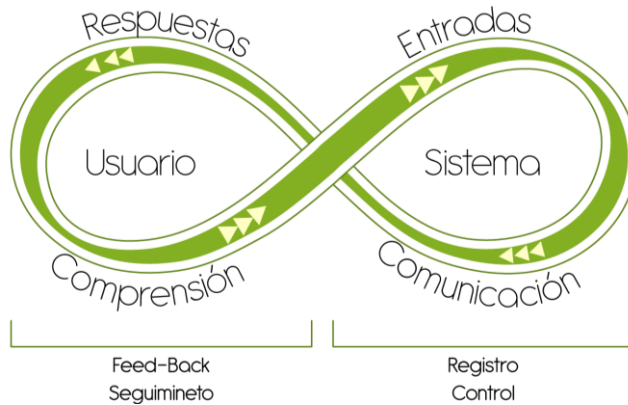 Respuestas
Entradas
Usuario
Sistema
Comprensión
Comunicación
Feed-Back
Seguimineto
Registro
Control